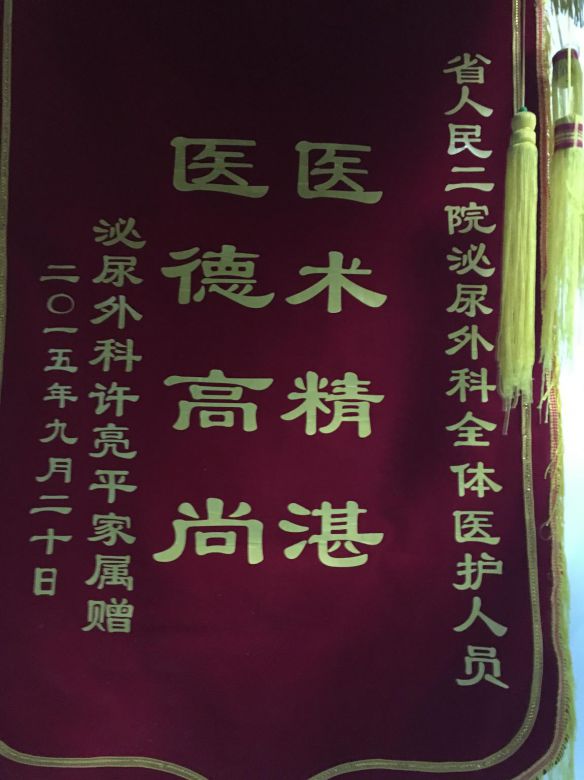 省人民二院泌尿外科全体医护人员
医术精湛
医德高尚
泌尿外科许亮平家属赠
二〇一五年九月二十日